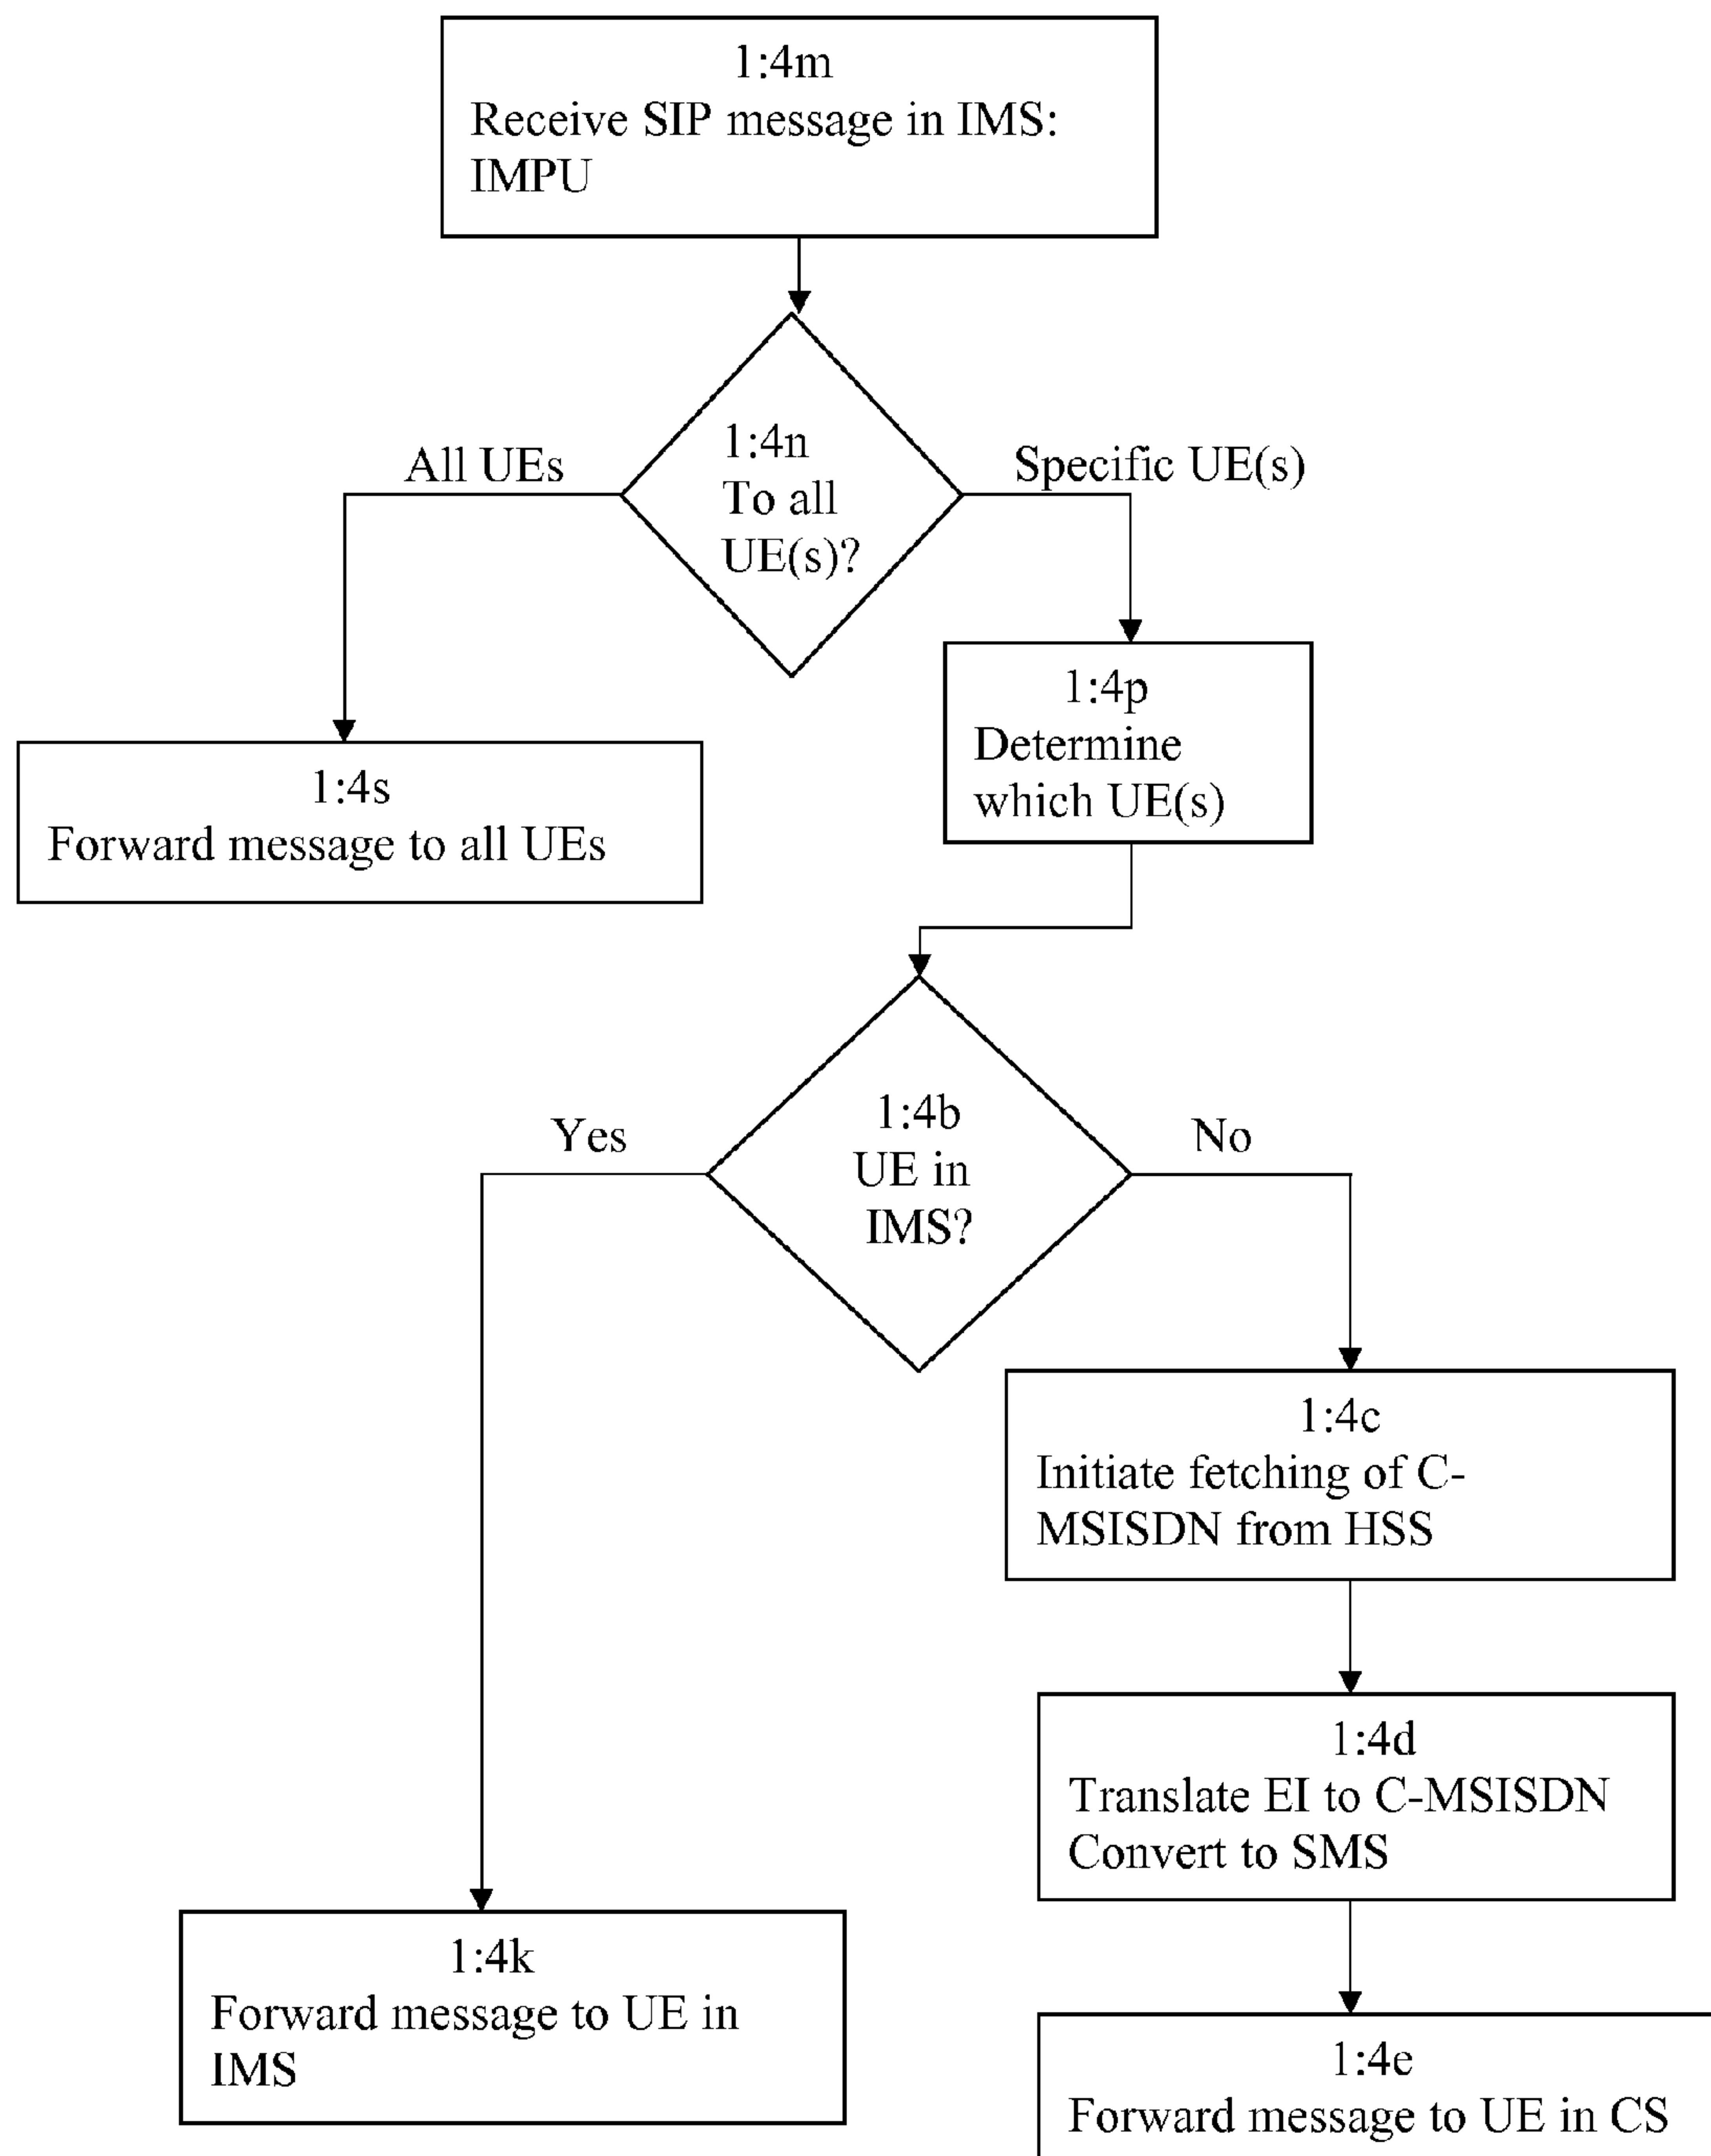 1:4m
Receive SIP message in IMS:
IMPU
1:4n
To all
UE(s)?
All UEs
Specific UE(s)
1:4p
Determine
which UE(s)
1:4s
Forward message to all UEs
1:4b
UE in
IMS?
Yes
No
1:4c
Initiate fetching of C-
MSISDN from HSS
1:4d
Translate EI to C-MSISDN
Convert to SMS
1:4k
Forward message to UE in
IMS
1:4e
Forward message to UE in CS